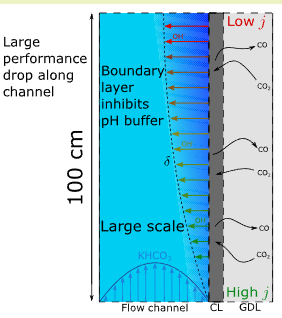 Large
performance
drop along
channel
Low j
OH⁻
CO
Boundary
layer
inhibits
pH buffer
CO₂
100 cm
OH⁻
CO
δ
CO₂
OH⁻
Large scale
CO
KHCO₃
CO₂
High j
Flow channel
CL
GDL